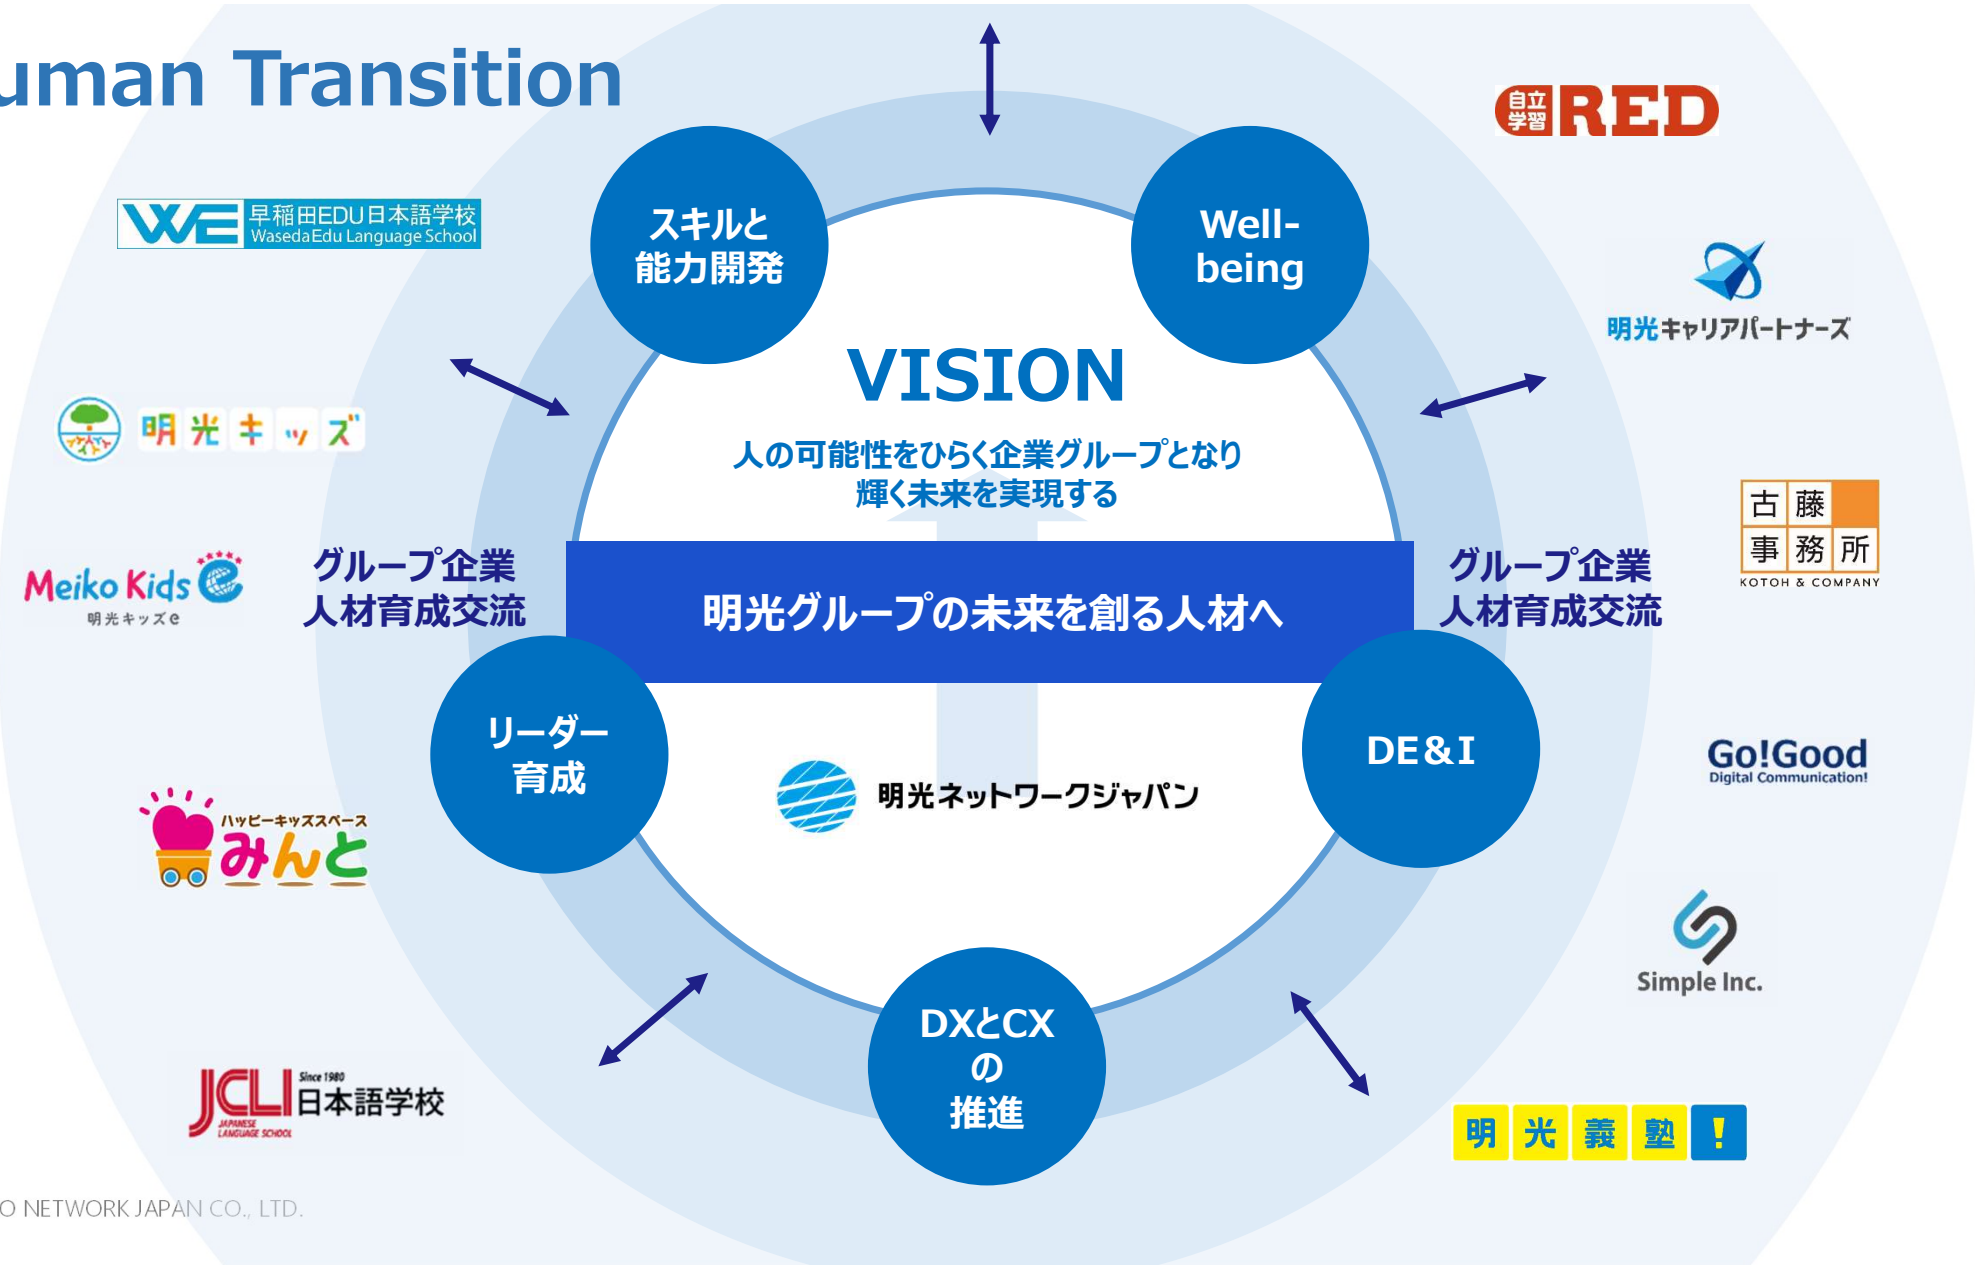 uman Transition
自立
学習
RED
WE
早稲田EDU日本語学校
WasedaEdu Language School
スキルと
能力開発
Well-
being
明光キャリアパートナーズ
VISION
人の可能性をひらく企業グループとなり
輝く未来を実現する
明光キッズ
古藤
事務所
KOTOH & COMPANY
Meiko Kids e
明光キッズe
グループ企業
人材育成交流
明光グループの未来を創る人材へ
グループ企業
人材育成交流
リーダー
育成
明光ネットワークジャパン
DE&I
Go!Good
Digital Communication!
ハッピーキッズスペース
みんと
Simple Inc.
DXとCX
の
推進
JCLI
Since 1980
日本語学校
JAPANESE
LANGUAGE SCHOOL
明光義塾!
O NETWORK JAPAN CO., LTD.